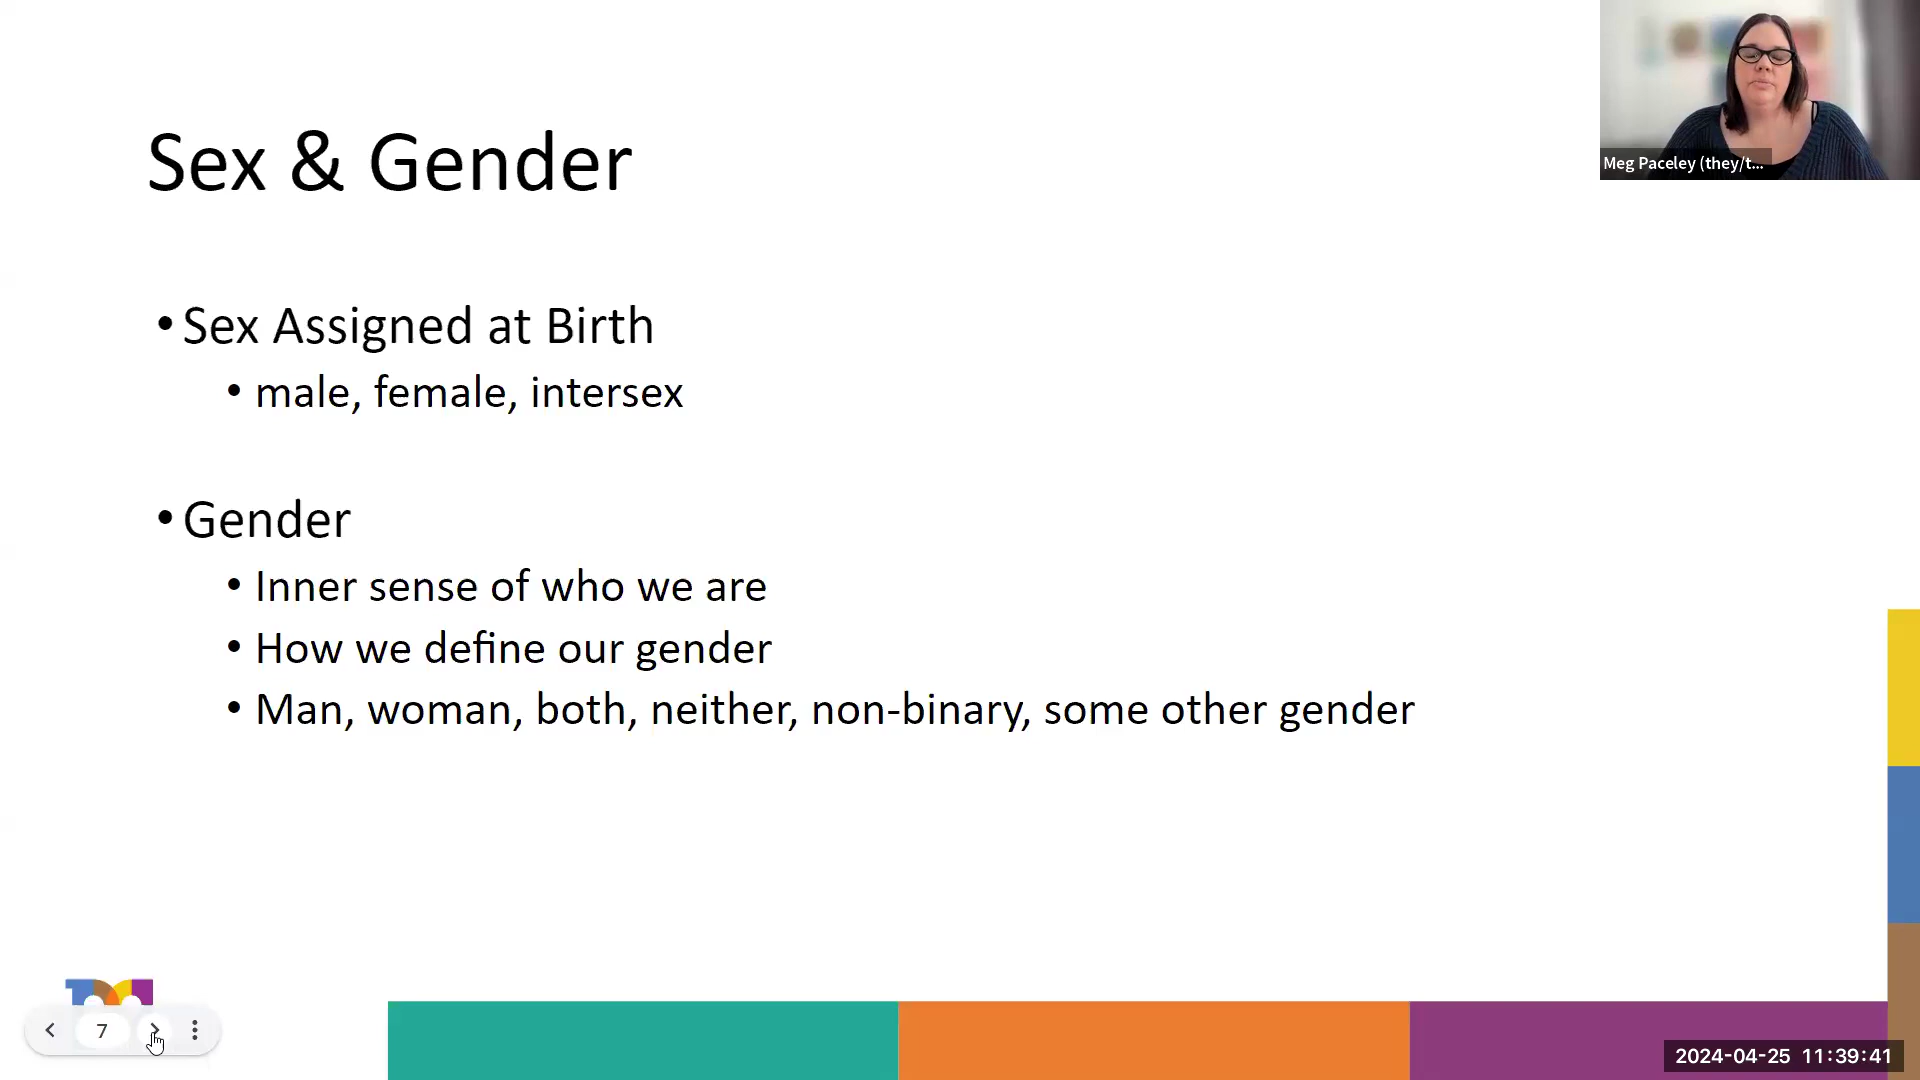 Sex & Gender
Meg Paceley (they/t...
• Sex Assigned at Birth
• male, female, intersex
• Gender
• Inner sense of who we are
• How we define our gender
• Man, woman, both, neither, non-binary, some other gender
7
2024-04-25 11:39:41